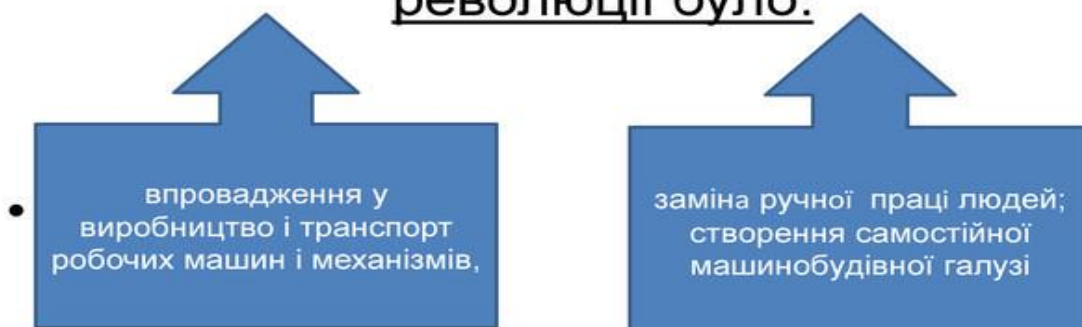 революції було:
впровадження у
виробництво і транспорт
робочих машин і механізмів,
заміна ручної праці людей;
створення самостійної
машинобудівної галузі